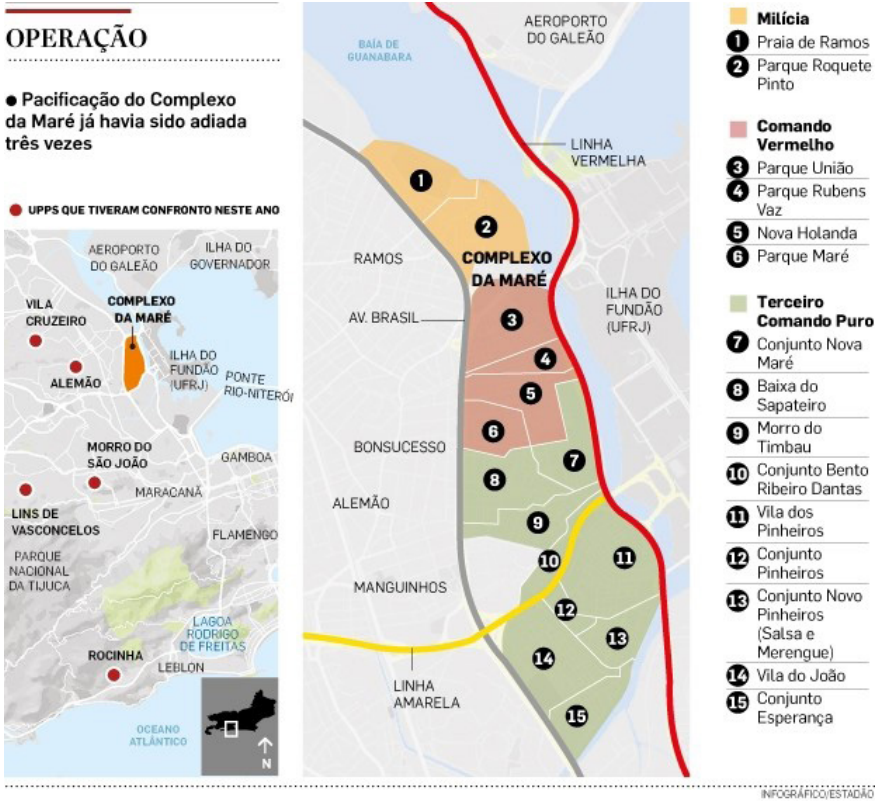 OPERAÇÃO
● Pacificação do Complexo
da Maré já havia sido adiada
três vezes
UPPS QUE TIVERAM CONFRONTO NESTE ANO
AEROPORTO
DO GALEÃO
ILHA DO
GOVERNADOR
VILA
CRUZEIRO
COMPLEXO
DA MARÉ
ALEMÃO
ILHA DO
FUNDÃO
(UFRJ)
PONTE
RIO-NITERÓI
MORRO DO
SÃO JOÃO
GAMBOA
MARACANÃ
LINS DE
VASCONCELOS
FLAMENGO
PARQUE
NACIONAL
DA TIJUCA
LAGOA
RODRIGO
DE FREITAS
ROCINHA
LEBLON
OCEANO
ATLÂNTICO
N
AEROPORTO
DO GALEÃO
BAÍA DE
GUANABARA
LINHA
VERMELHA
1
2
RAMOS
COMPLEXO
DA MARÉ
ILHA DO
FUNDÃO
(UFRJ)
AV. BRASIL
3
4
5
6
BONSUCESSO
7
8
ALEMÃO
9
10
11
MANGUINHOS
12
13
14
LINHA
AMARELA
15
Milícia
1 Praia de Ramos
2 Parque Roquete
Pinto
Comando
Vermelho
3 Parque União
4 Parque Rubens
Vaz
5 Nova Holanda
6 Parque Maré
Terceiro
Comando Puro
7 Conjunto Nova
Maré
8 Baixa do
Sapateiro
9 Morro do
Timbau
10 Conjunto Bento
Ribeiro Dantas
11 Vila dos
Pinheiros
12 Conjunto
Pinheiros
13 Conjunto Novo
Pinheiros
(Salsa e
Merengue)
14 Vila do João
15 Conjunto
Esperança
INFOGRÁFICO/ESTADÃO